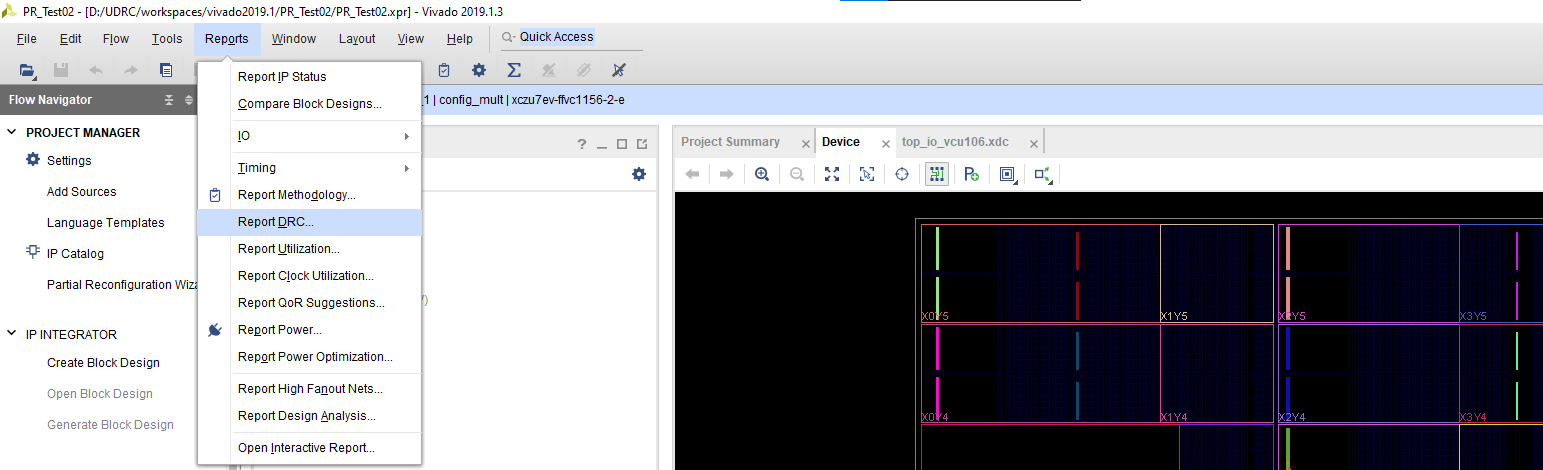 PR_Test02 - [D:/UDRC/workspaces/vivado2019.1/PR_Test02/PR_Test02.xpr] - Vivado 2019.1.3
File Edit Flow Tools Reports Window Layout View Help Quick Access
Flow Navigator
_1 | config_mult | xczu7ev-ffvc1156-2-e
PROJECT MANAGER
Settings
Add Sources
Language Templates
IP Catalog
Partial Reconfiguration Wiza
IP INTEGRATOR
Create Block Design
Open Block Design
Generate Block Design
Report IP Status
Compare Block Designs...
IO
Timing
Report Methodology...
Report DRC...
Report Utilization...
Report Clock Utilization...
Report QoR Suggestions...
Report Power...
Report Power Optimization...
Report High Fanout Nets...
Report Design Analysis...
Open Interactive Report...
Project Summary Device top_io_vcu106.xdc
X0Y5 X1Y5 X2Y5 X3Y5
X0Y4 X1Y4 X2Y4 X3Y4